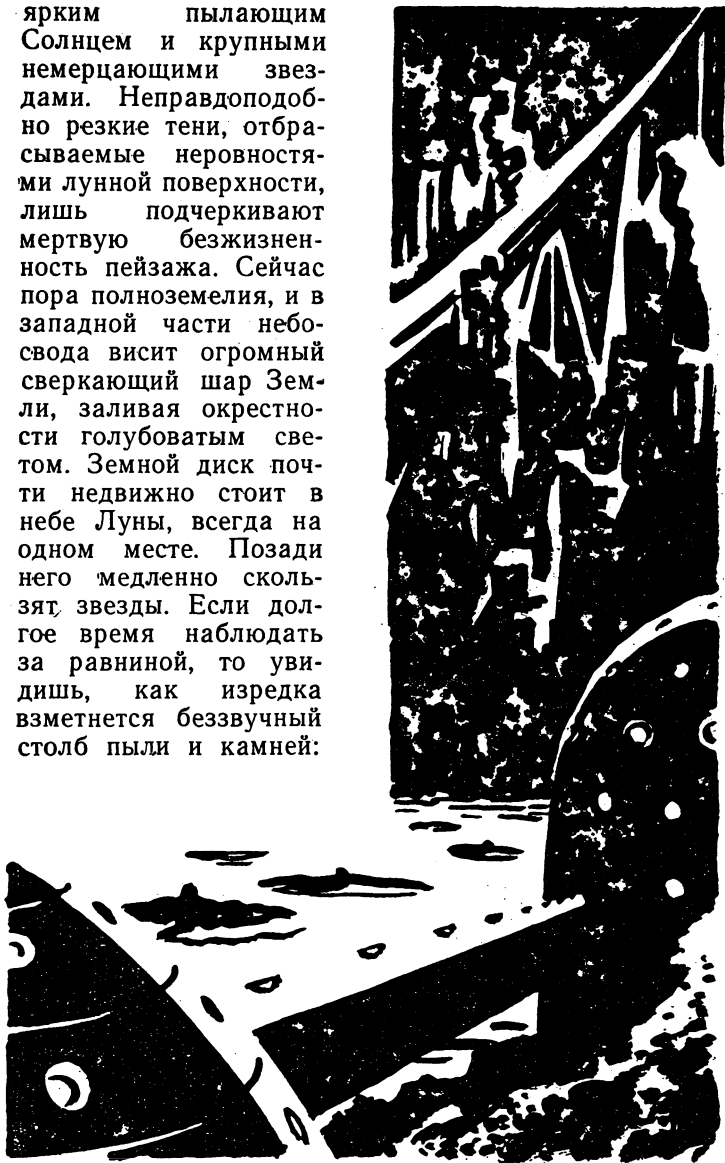 ярким пылающим
Солнцем и крупными
немерцающими звез-
дами. Неправдоподоб-
но резкие тени, отбра-
сываемые неровностя-
ми лунной поверхности,
лишь подчеркивают
мертвую безжизнен-
ность пейзажа. Сейчас
пора полноземелия, и в
западной части небо-
свода висит огромный
сверкающий шар Зем-
ли, заливая окрестно-
сти голубоватым све-
том. Земной диск поч-
ти недвижно стоит в
небе Луны, всегда на
одном месте. Позади
него медленно сколь-
зят звезды. Если дол-
гое время наблюдать
за равниной, то уви-
дишь, как изредка
взметнется беззвучный
столб пыли и камней: